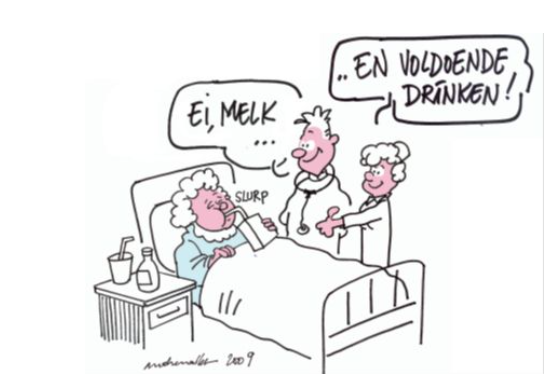 Ei, MELK
...
.. EN VOLDOENDE
DRINKEN!
SLURP
2009